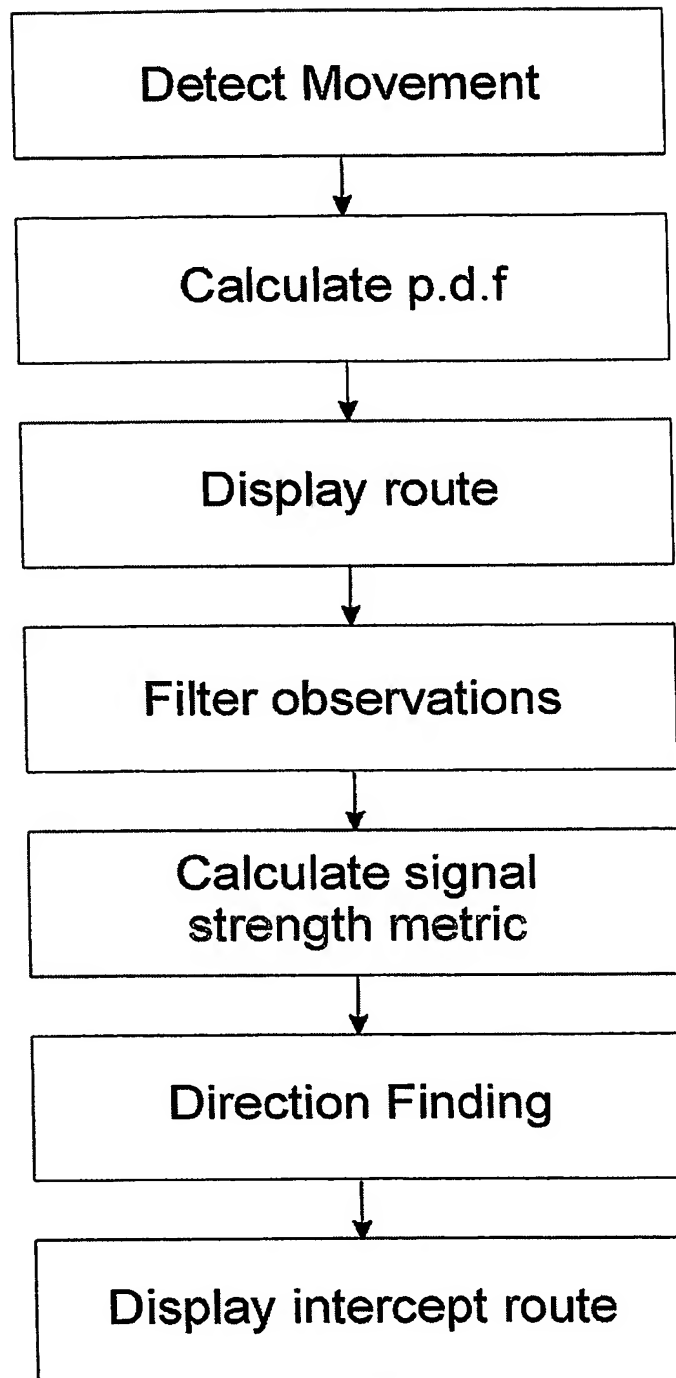 Detect Movement
Calculate p.d.f
Display route
Filter observations
Calculate signal
strength metric
Direction Finding
Display intercept route